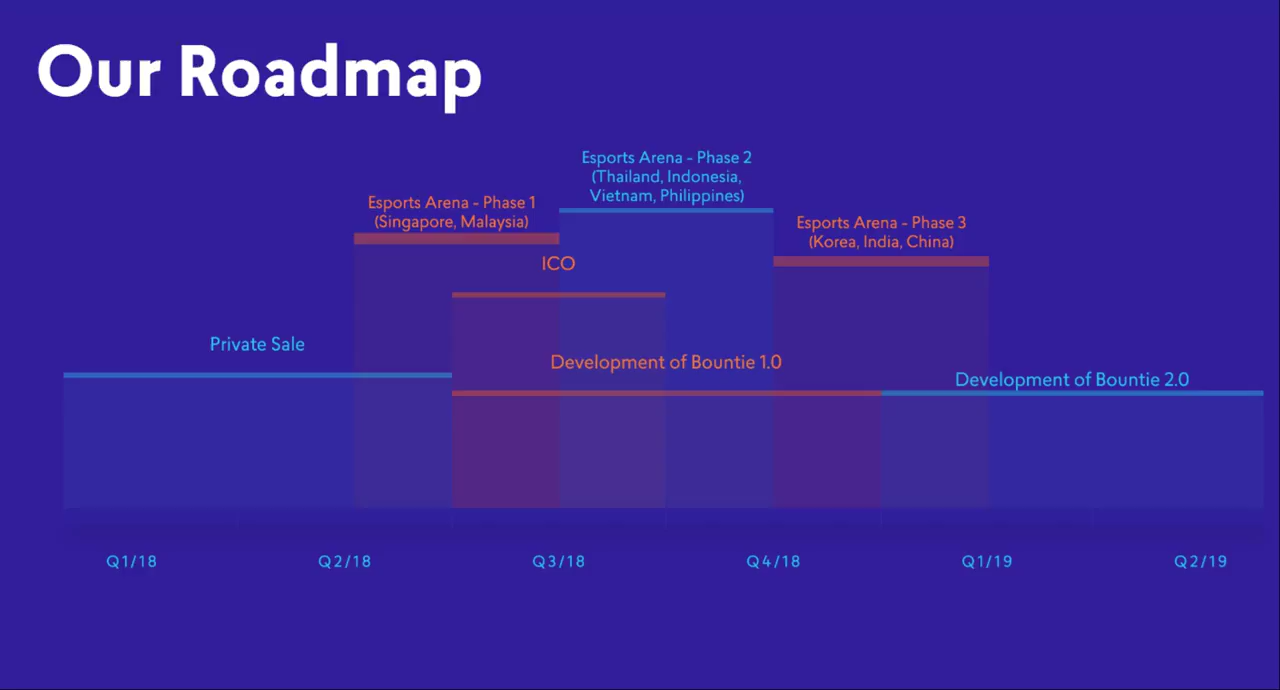 Our Roadmap
Esports Arena - Phase 2
(Thailand, Indonesia,
Vietnam, Philippines)
Esports Arena - Phase 1
(Singapore, Malaysia)
Esports Arena - Phase 3
(Korea, India, China)
ICO
Private Sale
Development of Bountie 1.0
Development of Bountie 2.0
Q1/18
Q2/18
Q3/18
Q4/18
Q1/19
Q2/19